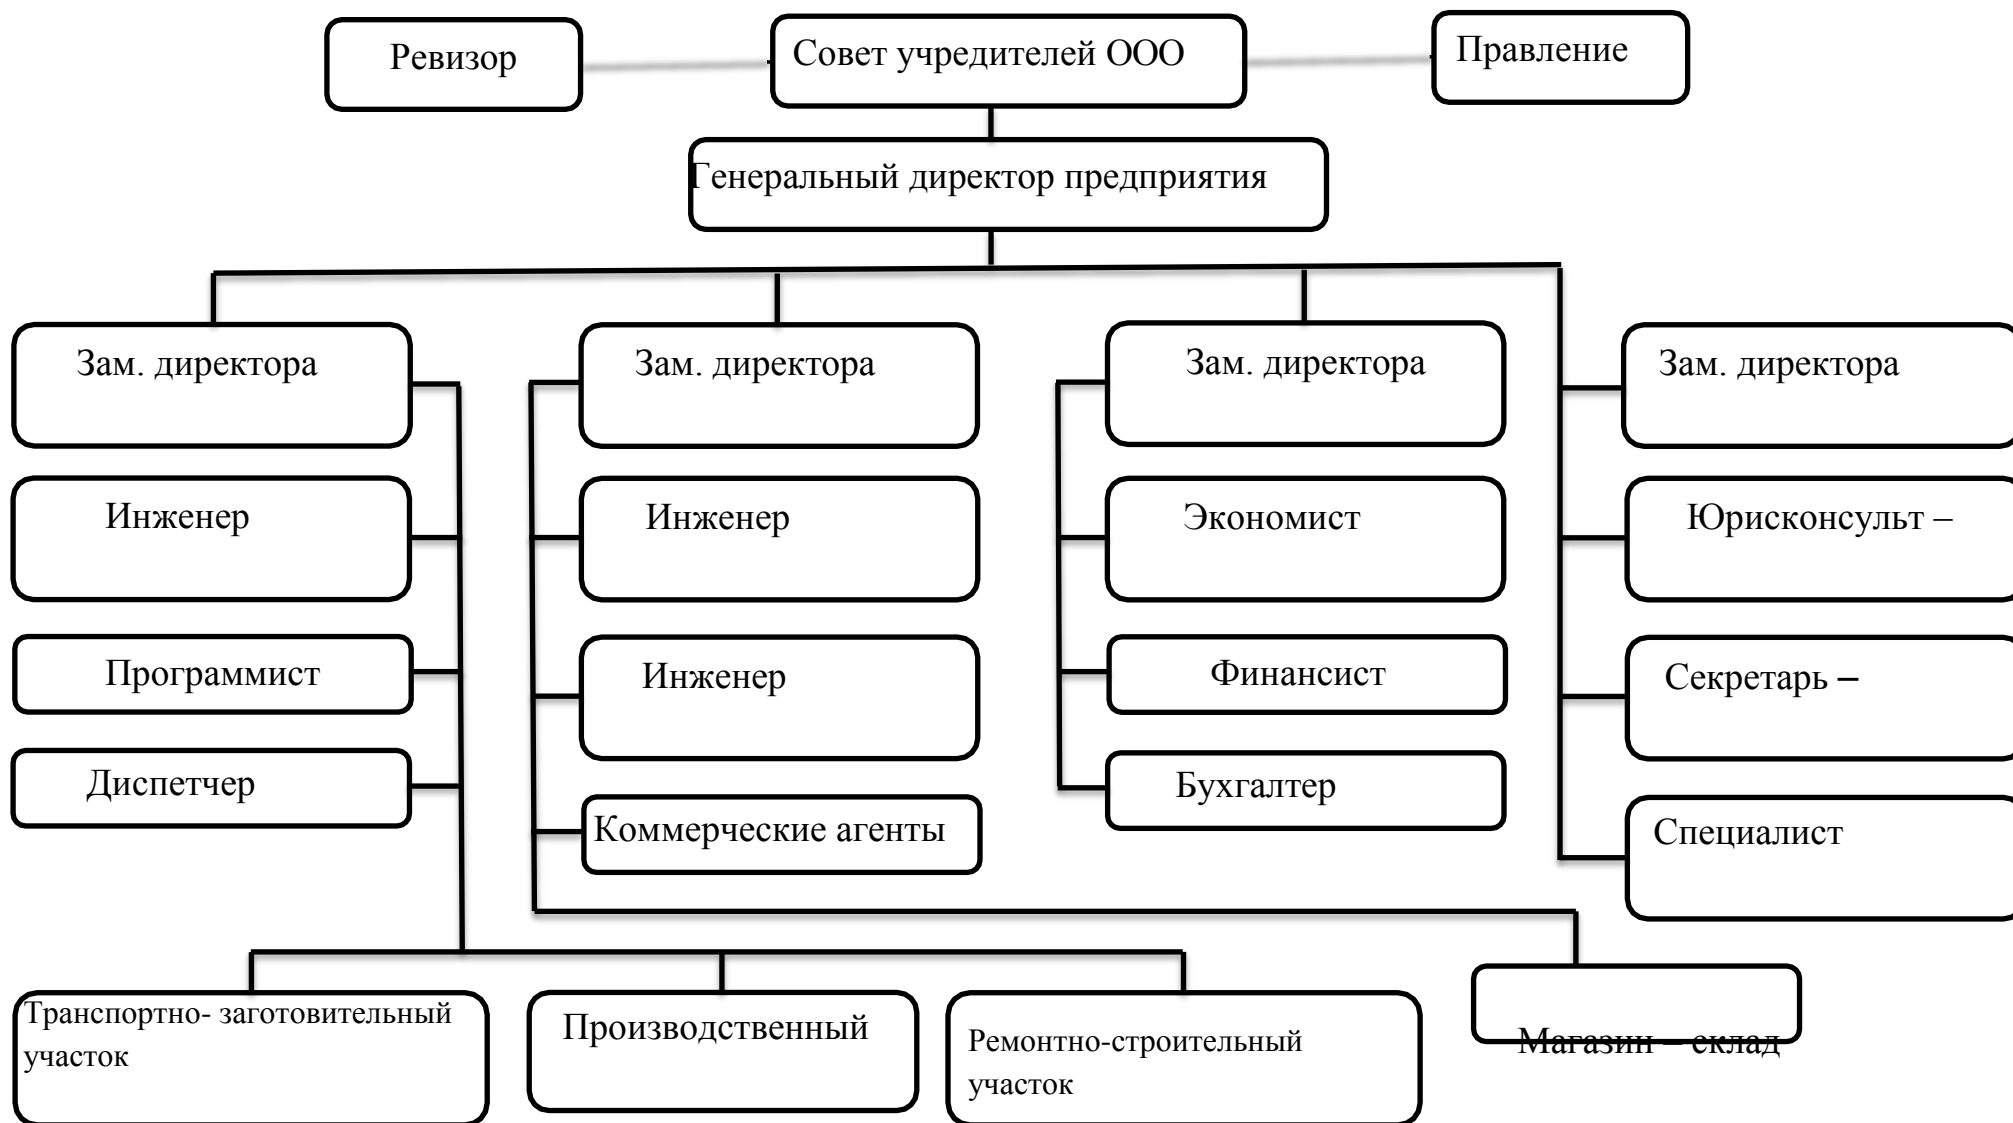 Ревизор
Совет учредителей ООО
Правление
Генеральный директор предприятия
Зам. директора
Зам. директора
Зам. директора
Зам. директора
Инженер
Инженер
Экономист
Юрисконсульт –
Программист
Инженер
Финансист
Секретарь –
Диспетчер
Коммерческие агенты
Бухгалтер
Специалист
Транспортно- заготовительный
участок
Производственный
Ремонтно-строительный
участок
Магазин – склад